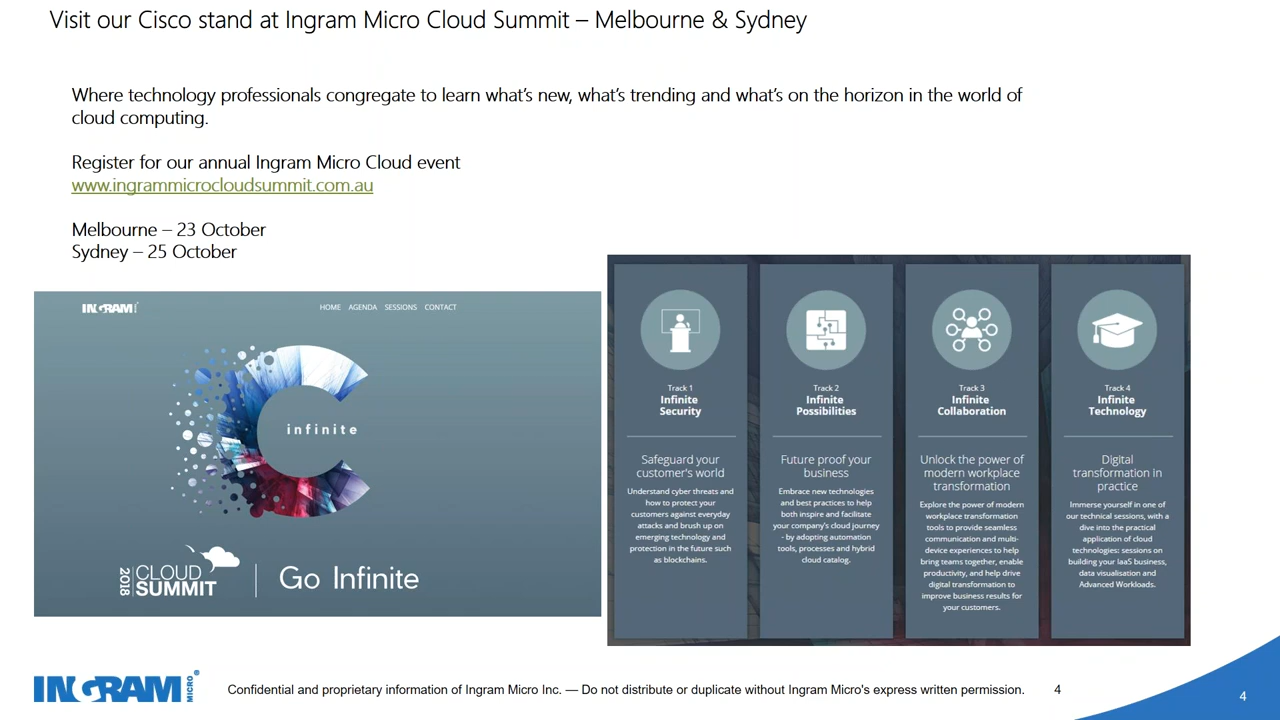 Visit our Cisco stand at Ingram Micro Cloud Summit – Melbourne & Sydney
Where technology professionals congregate to learn what's new, what's trending and what's on the horizon in the world of
cloud computing.
Register for our annual Ingram Micro Cloud event
www.ingrammicrocloudsummit.com.au
Melbourne – 23 October
Sydney – 25 October
INGRAM
HOME AGENDA SESSIONS CONTACT
infinite
2018 CLOUD
SUMMIT
Go Infinite
Track 1
Infinite
Security
Safeguard your
customer's world
Understand cyber threats and
how to protect your
customers against everyday
attacks and brush up on
emerging technology and
protection in the future such
as blockchains.
Track 2
Infinite
Possibilities
Future proof your
business
Embrace new technologies
and best practices to help
both inspire and facilitate
your company's cloud journey
- by adopting automation
tools, processes and hybrid
cloud catalog.
Track 3
Infinite
Collaboration
Unlock the power of
modern workplace
transformation
Explore the power of modern
workplace transformation
tools to provide seamless
communication and multi-
device experiences to help
bring teams together, enable
productivity, and help drive
digital transformation to
improve business results for
your customers.
Track 4
Infinite
Technology
Digital
transformation in
practice
Immerse yourself in one of
our technical sessions, with a
dive into the practical
application of cloud
technologies: sessions on
building your IaaS business,
data visualisation and
Advanced Workloads.
INGRAM MICRO ®
Confidential and proprietary information of Ingram Micro Inc. — Do not distribute or duplicate without Ingram Micro's express written permission.
4
4